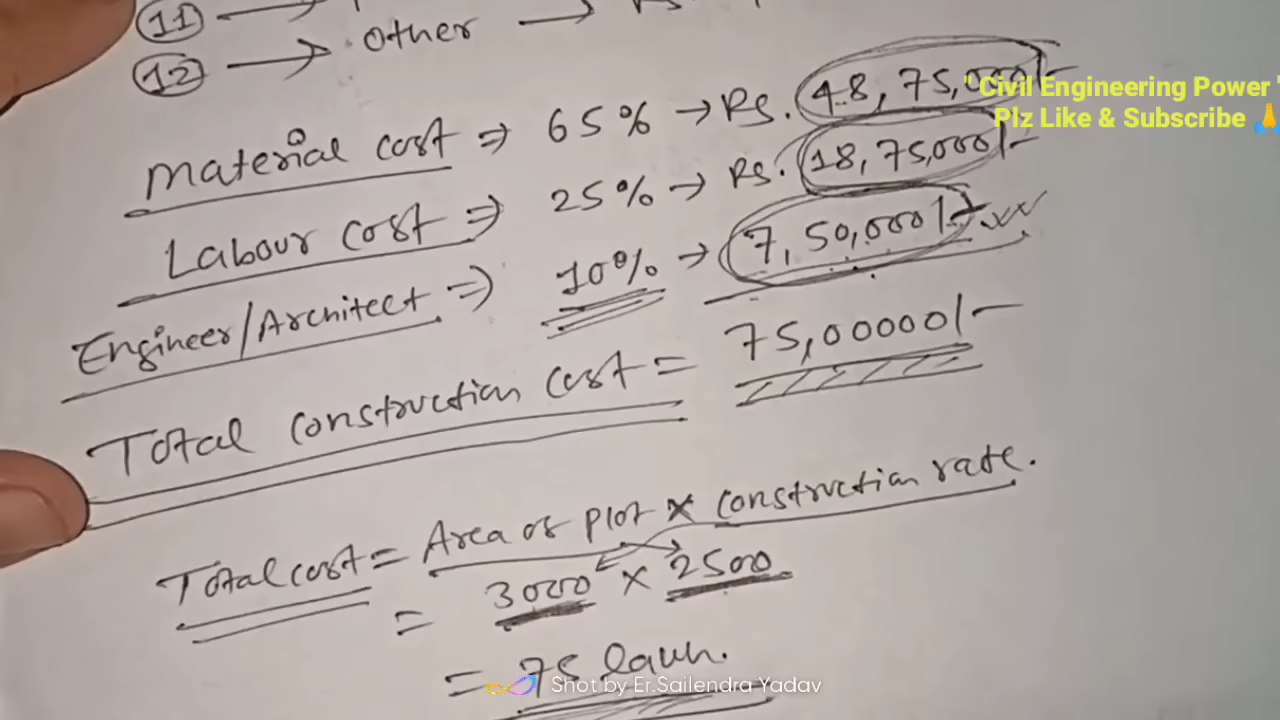 11 →
12 → Other → Rs.
Material cost ⇒ 65% → Rs. 48,75,000/-
Labour cost ⇒ 25% → Rs. 18,75,000/-
Engineer/Architect ⇒ 10% → 7,50,000/-
Total construction cost = 75,00000/-
Total cost = Area of plot × construction rate.
= 3000 × 2500
= 75 lakh.
"Civil Engineering Power"
Plz Like & Subscribe 🙏
Shot by Er.Sailendra Yadav